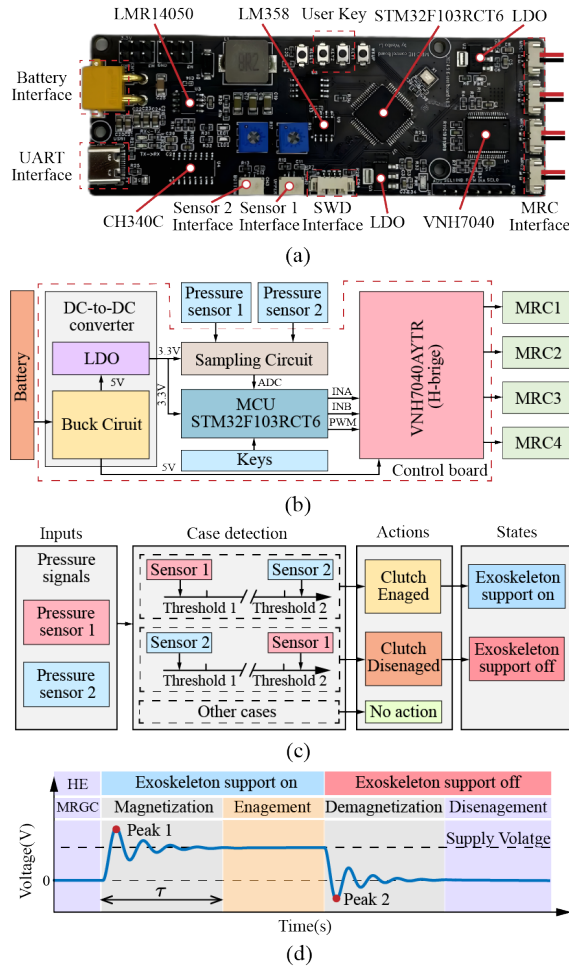 LMR14050
LM358
User Key
STM32F103RCT6
LDO
Battery
Interface
UART
Interface
CH340C
Sensor 2
Interface
Sensor 1
Interface
SWD
Interface
LDO
VNH7040
MRC
Interface
(a)
Battery
DC-to-DC
converter
LDO
5V
Buck Ciruit
3.3V
3.3V
5V
Pressure
sensor 1
Pressure
sensor 2
Sampling Circuit
ADC
MCU
STM32F103RCT6
Keys
INA
INB
PWM
VNH7040AYTR
(H-brige)
Control board
MRC1
MRC2
MRC3
MRC4
(b)
Inputs
Case detection
Actions
States
Pressure
signals
Pressure
sensor 1
Pressure
sensor 2
Sensor 1
Sensor 2
Threshold 1
Threshold 2
Sensor 2
Sensor 1
Threshold 1
Threshold 2
Other cases
Clutch
Enaged
Clutch
Disenaged
No action
Exoskeleton
support on
Exoskeleton
support off
(c)
HE
Exoskeleton support on
Exoskeleton support off
MRGC
Magnetization
Enagement
Demagnetization
Disenagement
Peak 1
Supply Volatge
Voltage(V)
0
τ
Peak 2
Time(s)
(d)